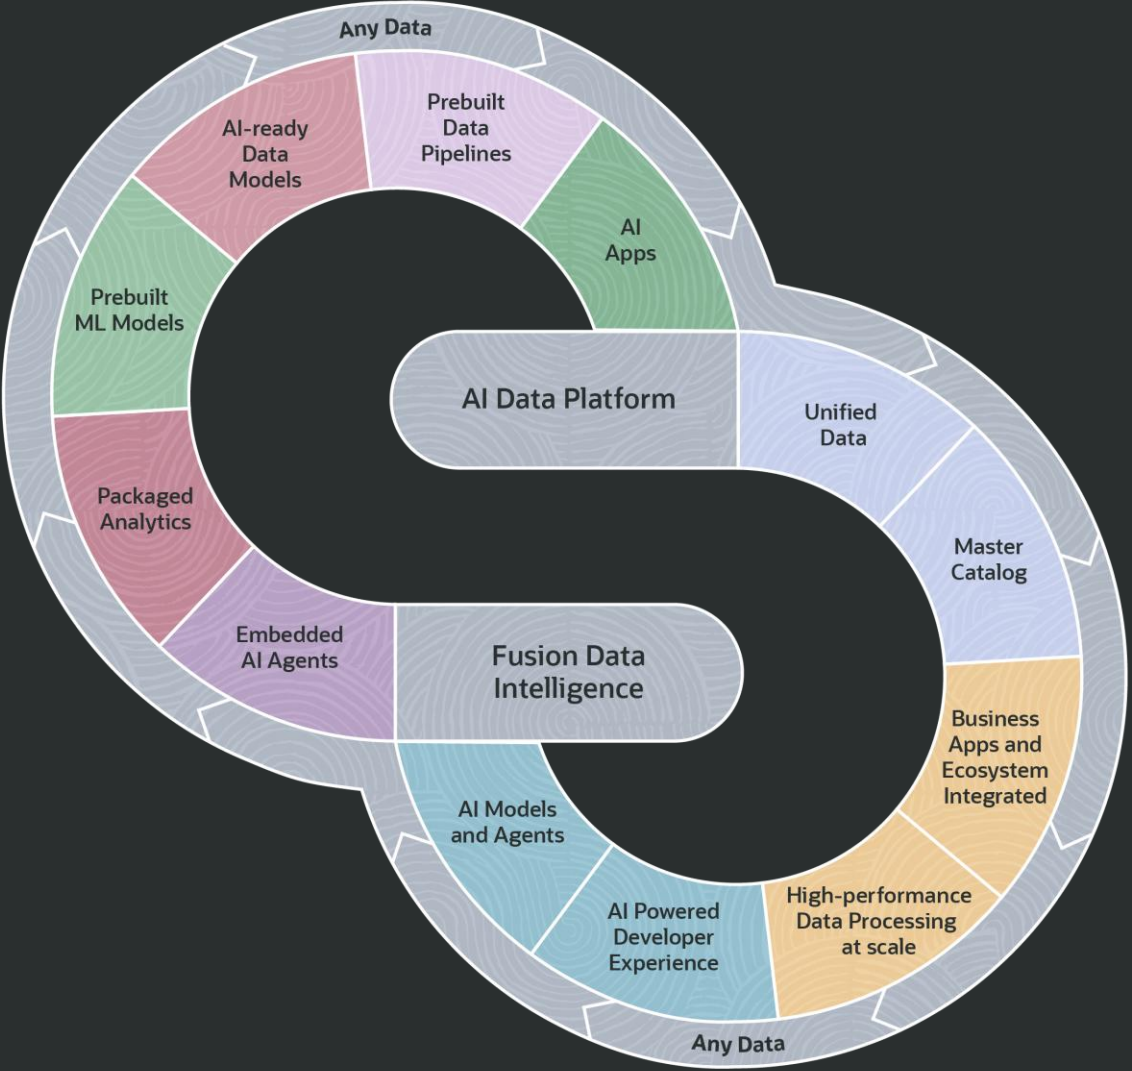 Any Data
Prebuilt
Data
Pipelines
AI-ready
Data
Models
AI
Apps
Prebuilt
ML Models
AI Data Platform
Unified
Data
Packaged
Analytics
Master
Catalog
Embedded
AI Agents
Fusion Data
Intelligence
Business
Apps and
Ecosystem
Integrated
AI Models
and Agents
High-performance
Data Processing
at scale
AI Powered
Developer
Experience
Any Data